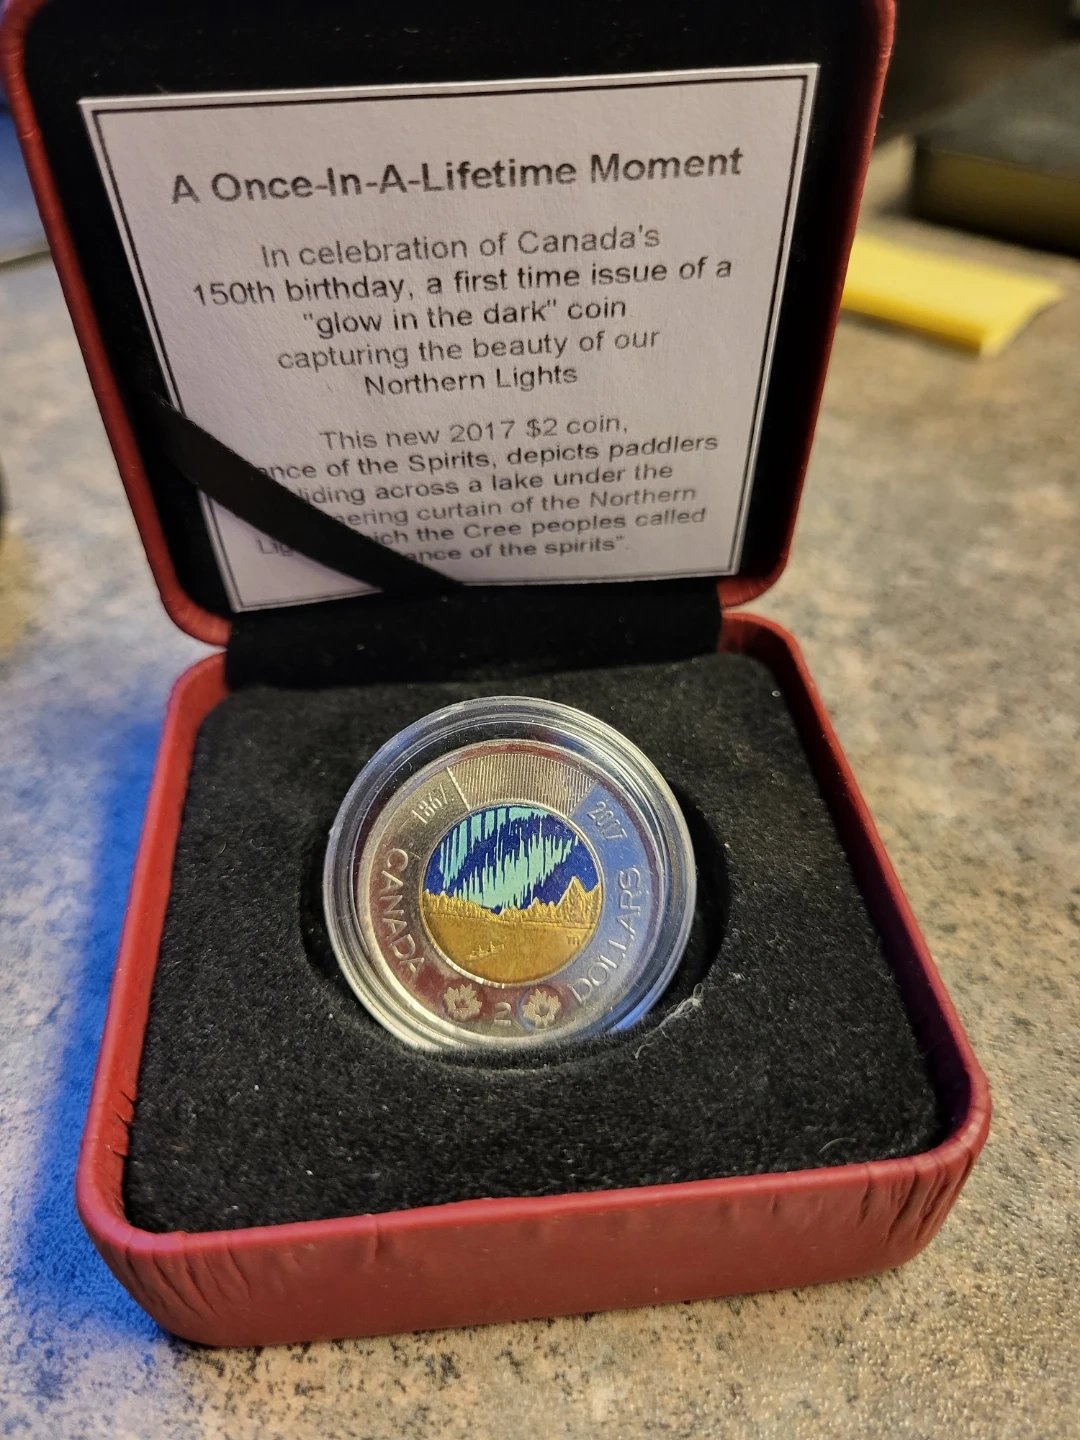 A Once-In-A-Lifetime Moment
In celebration of Canada's
150th birthday, a first time issue of a
"glow in the dark" coin
capturing the beauty of our
Northern Lights
This new 2017 $2 coin,
of the Spirits, depicts paddlers
across a lake under the
curtain of the Northern
the Cree peoples called
of the spirits".
1867
2017
CANADA
2
DOLLARS